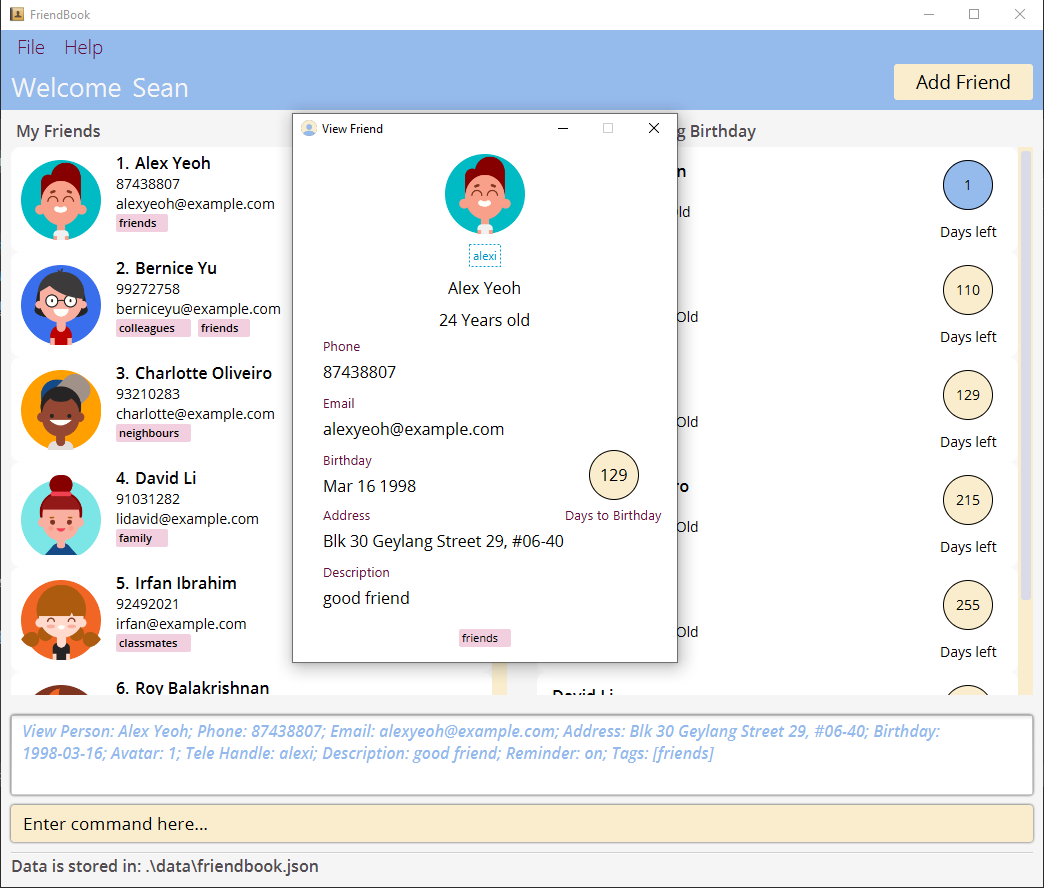 FriendBook
File Help
Welcome Sean
Add Friend
My Friends
1. Alex Yeoh
87438807
alexyeoh@example.com
friends
2. Bernice Yu
99272758
berniceyu@example.com
colleagues friends
3. Charlotte Oliveiro
93210283
charlotte@example.com
neighbours
4. David Li
91031282
lidavid@example.com
family
5. Irfan Ibrahim
92492021
irfan@example.com
classmates
6. Roy Balakrishnan
View Friend
alexi
Alex Yeoh
24 Years old
Phone
87438807
Email
alexyeoh@example.com
Birthday
Mar 16 1998
129
Days to Birthday
Address
Blk 30 Geylang Street 29, #06-40
Description
good friend
friends
g Birthday
n
ld
1
Days left
Old
110
Days left
Old
129
Days left
ro
Old
215
Days left
Old
255
Days left
David Li
View Person: Alex Yeoh; Phone: 87438807; Email: alexyeoh@example.com; Address: Blk 30 Geylang Street 29, #06-40; Birthday:
1998-03-16; Avatar: 1; Tele Handle: alexi; Description: good friend; Reminder: on; Tags: [friends]
Enter command here...
Data is stored in: .\data\friendbook.json